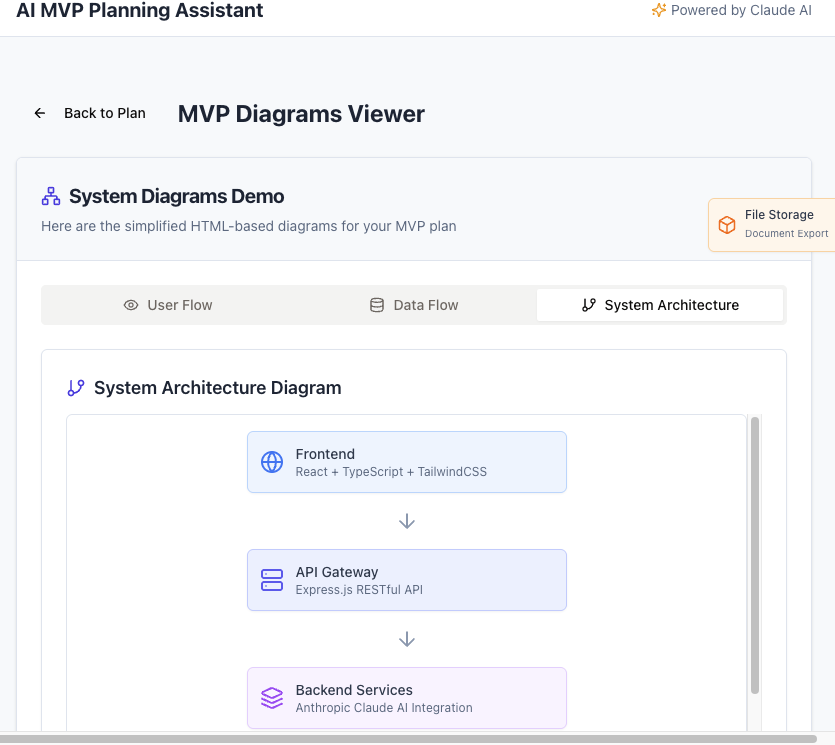 AI MVP Planning Assistant
Powered by Claude AI
Back to Plan
MVP Diagrams Viewer
System Diagrams Demo
Here are the simplified HTML-based diagrams for your MVP plan
File Storage
Document Export
User Flow
Data Flow
System Architecture
System Architecture Diagram
Frontend
React + TypeScript + TailwindCSS
API Gateway
Express.js RESTful API
Backend Services
Anthropic Claude AI Integration